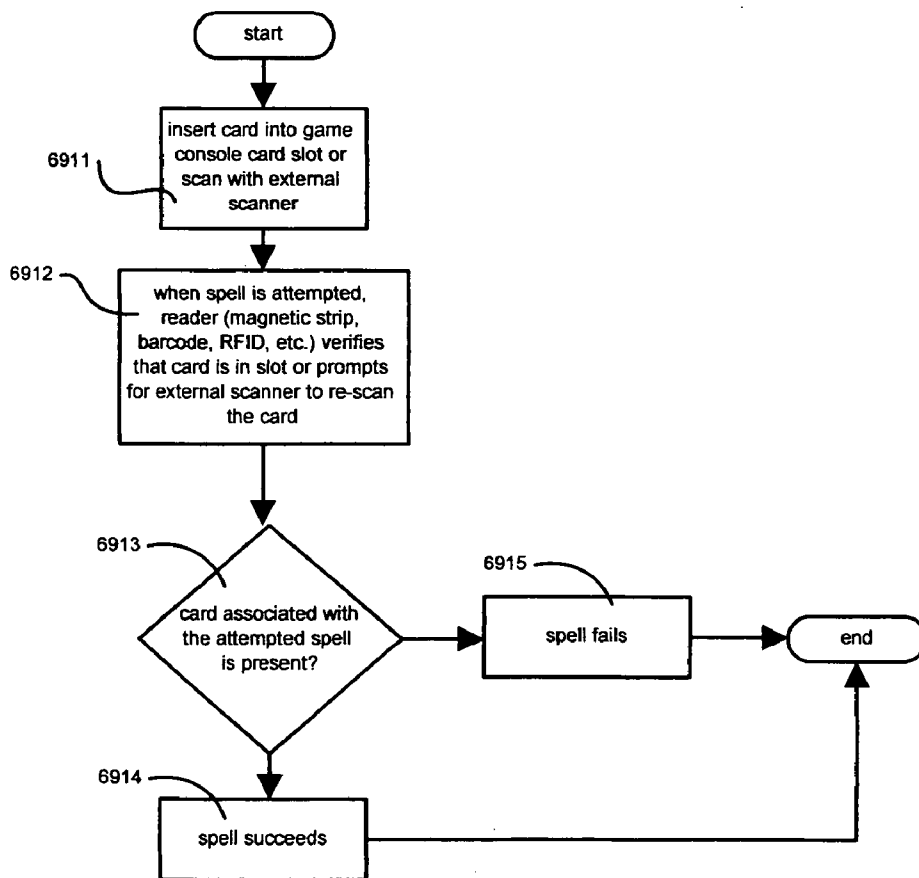 start
6911
insert card into game
console card slot or
scan with external
scanner
6912
when spell is attempted,
reader (magnetic strip,
barcode, RFID, etc.) verifies
that card is in slot or prompts
for external scanner to re-scan
the card
6913
card associated with
the attempted spell
is present?
6915
spell fails
end
6914
spell succeeds